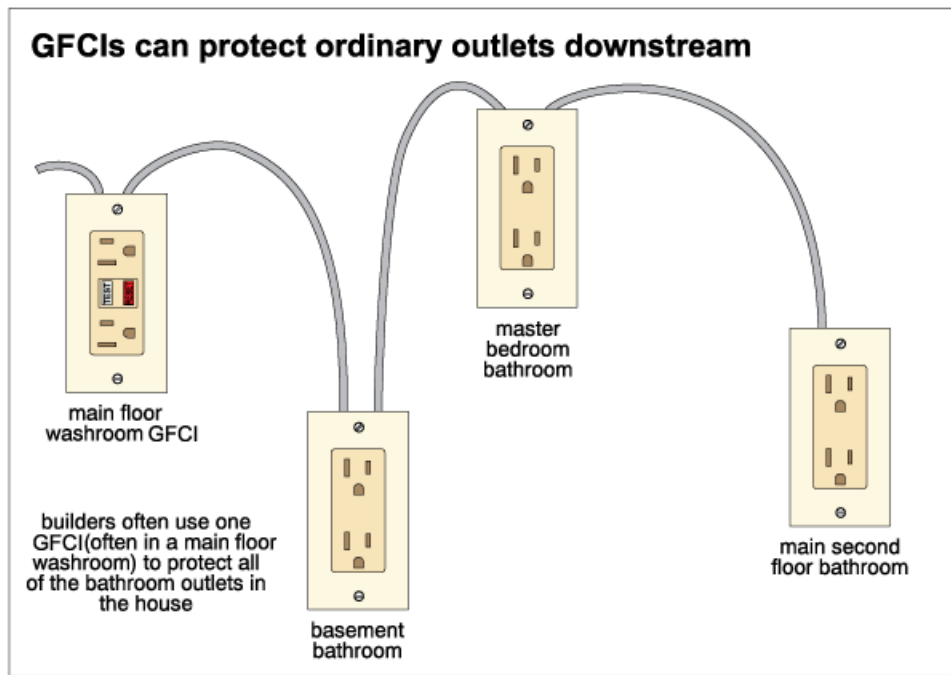 GFCIs can protect ordinary outlets downstream
TEST
main floor
washroom GFCI
master
bedroom
bathroom
builders often use one
GFCI(often in a main floor
washroom) to protect all
of the bathroom outlets in
the house
basement
bathroom
main second
floor bathroom